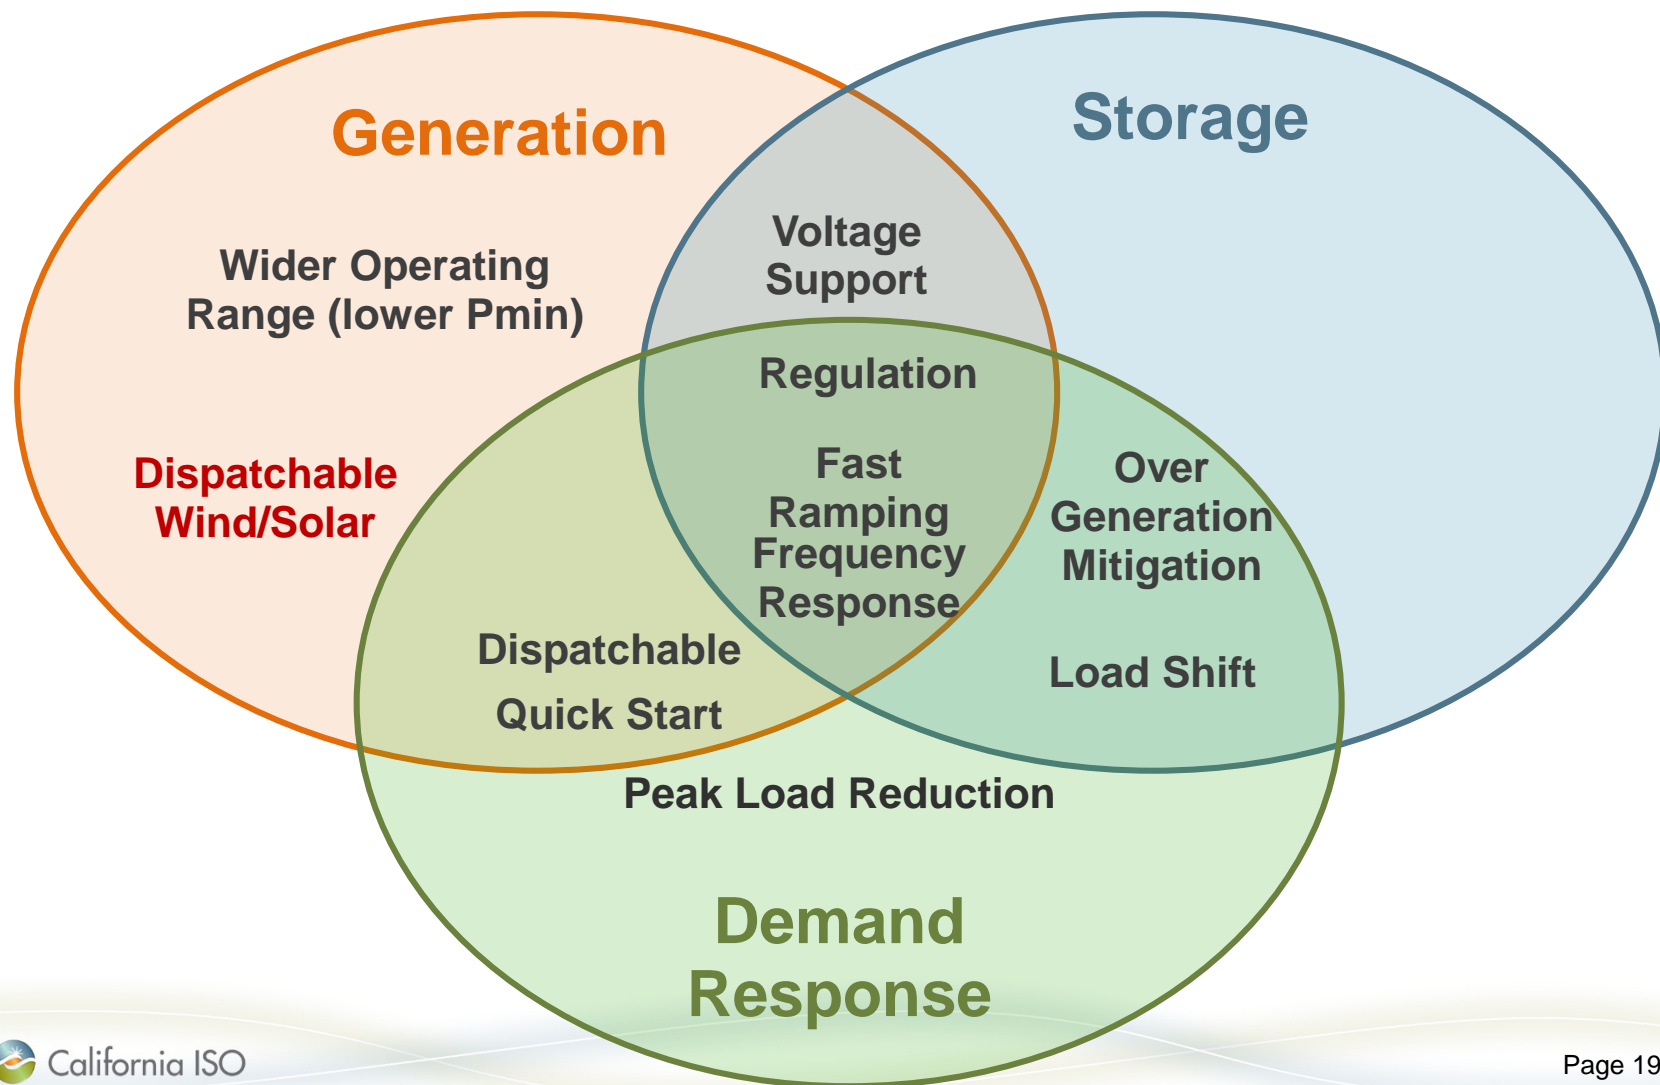 Generation
Storage
Wider Operating
Range (lower Pmin)
Voltage
Support
Dispatchable
Wind/Solar
Regulation
Fast
Ramping
Frequency
Response
Over
Generation
Mitigation
Load Shift
Dispatchable
Quick Start
Peak Load Reduction
Demand
Response
California ISO
Page 19